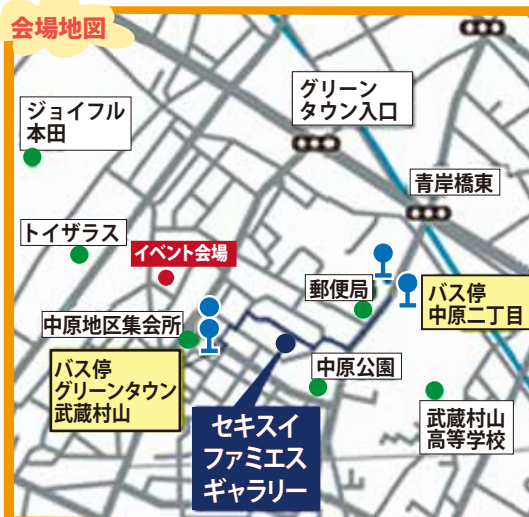 会場地図
ジョイフル
本田
グリーン
タウン入口
青岸橋東
トイザラス
イベント会場
郵便局
バス停
中原二丁目
中原地区集会所
バス停
グリーンタウン
武蔵村山
中原公園
セキスイ
ファミエス
ギャラリー
武蔵村山
高等学校